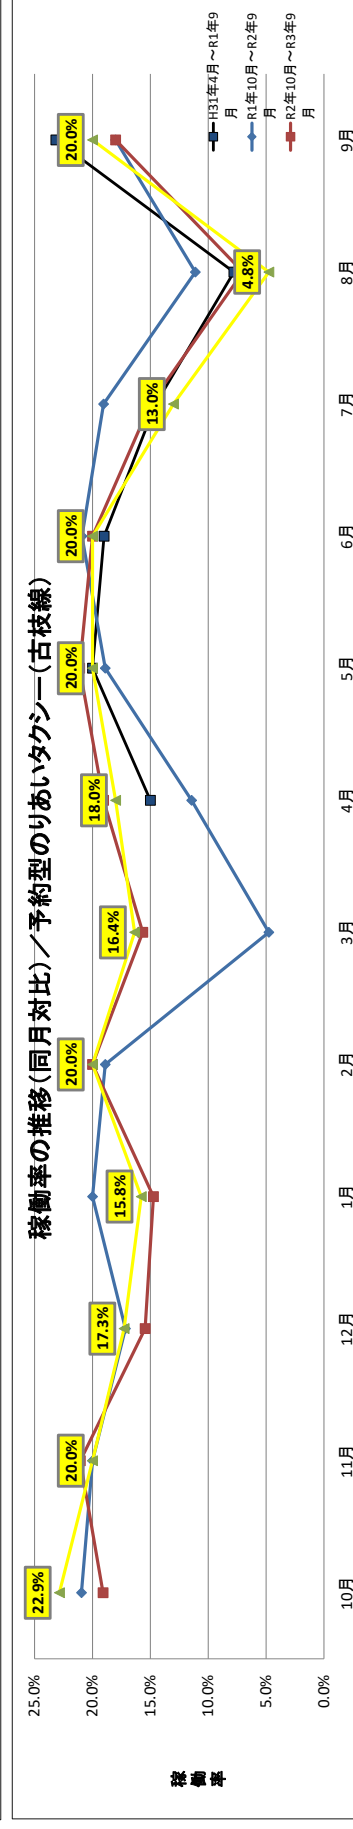 稼働率の推移(同月対比)／予約型のりあいタクシー(古枝線)
稼働率
25.0%
20.0%
15.0%
10.0%
5.0%
0.0%
22.9%
20.0%
17.3%
15.8%
20.0%
16.4%
18.0%
20.0%
20.0%
13.0%
4.8%
20.0%
10月
11月
12月
1月
2月
3月
4月
5月
6月
7月
8月
9月
H31年4月～R1年9
月
R1年10月～R2年9
月
R2年10月～R3年9
月